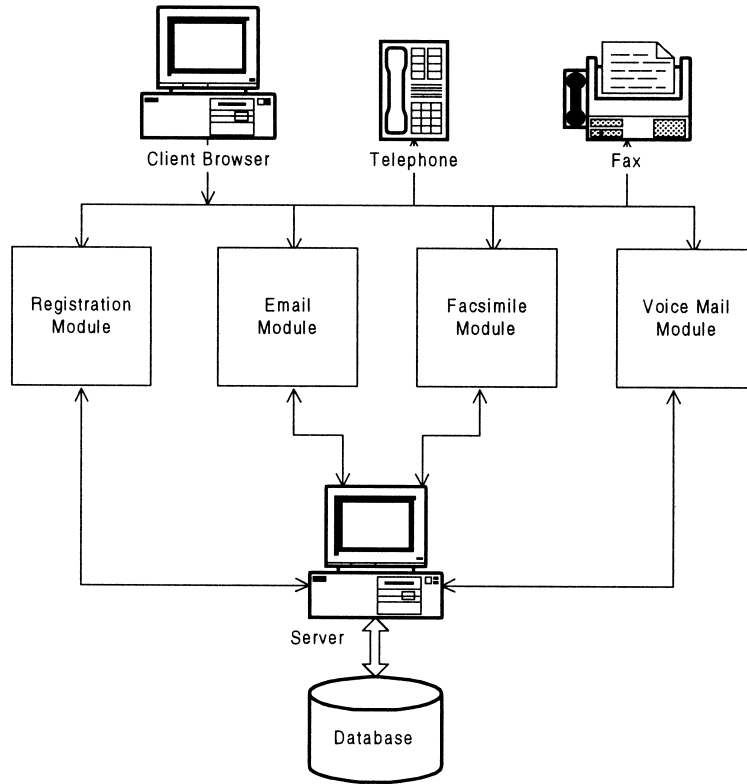 Client Browser
Telephone
Fax
Registration
Module
Email
Module
Facsimile
Module
Voice Mail
Module
Server
Database